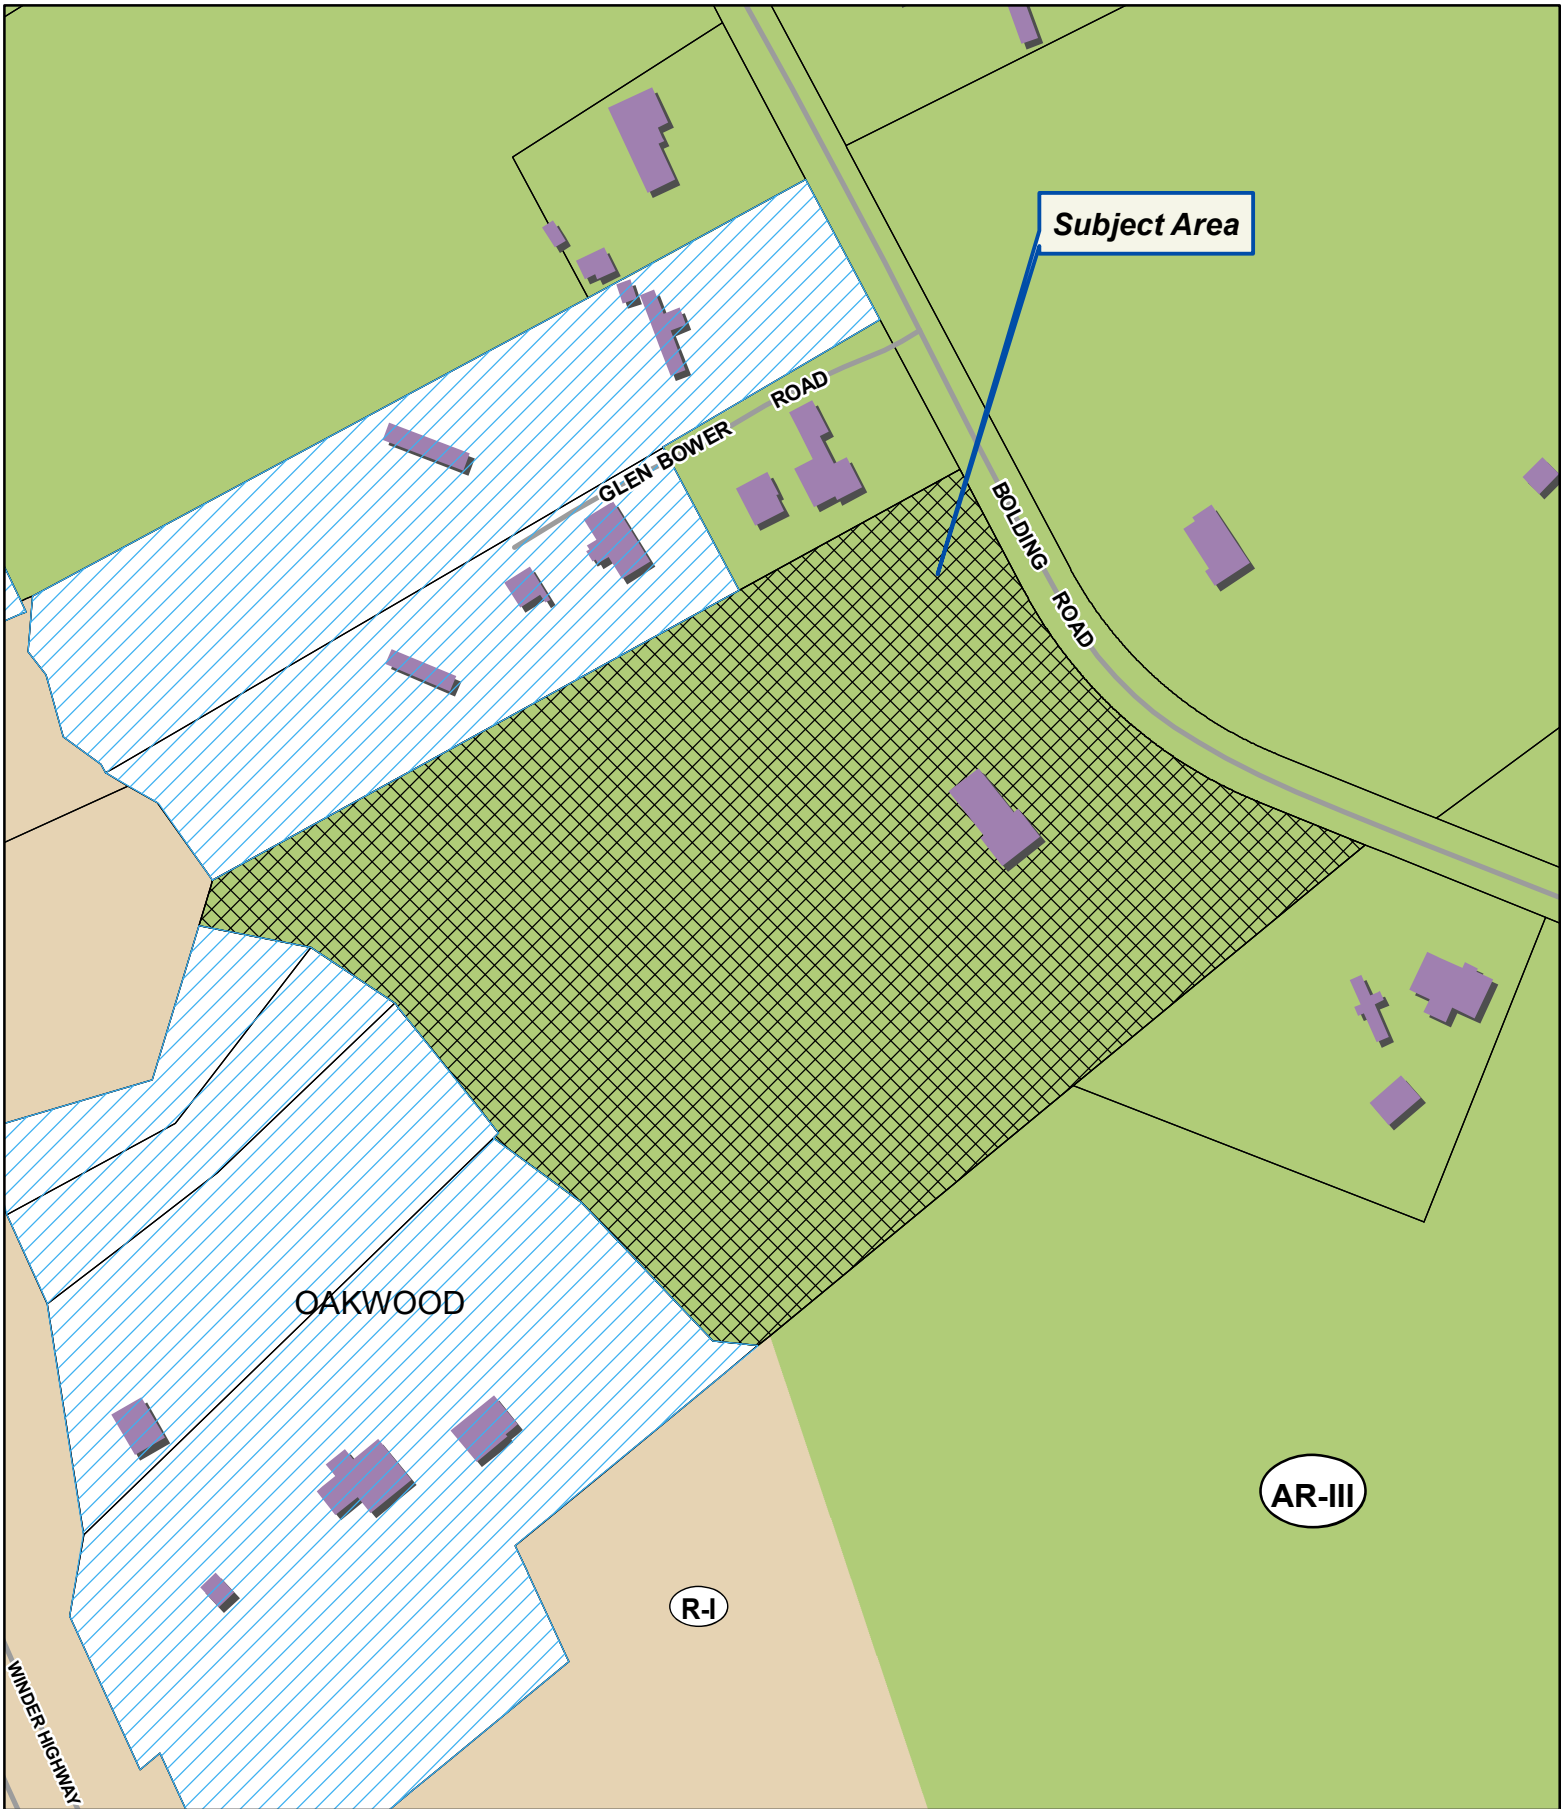 Subject Area
GLEN BOWER ROAD
BOLDING ROAD
OAKWOOD
AR-III
R-I
WINDER HIGHWAY